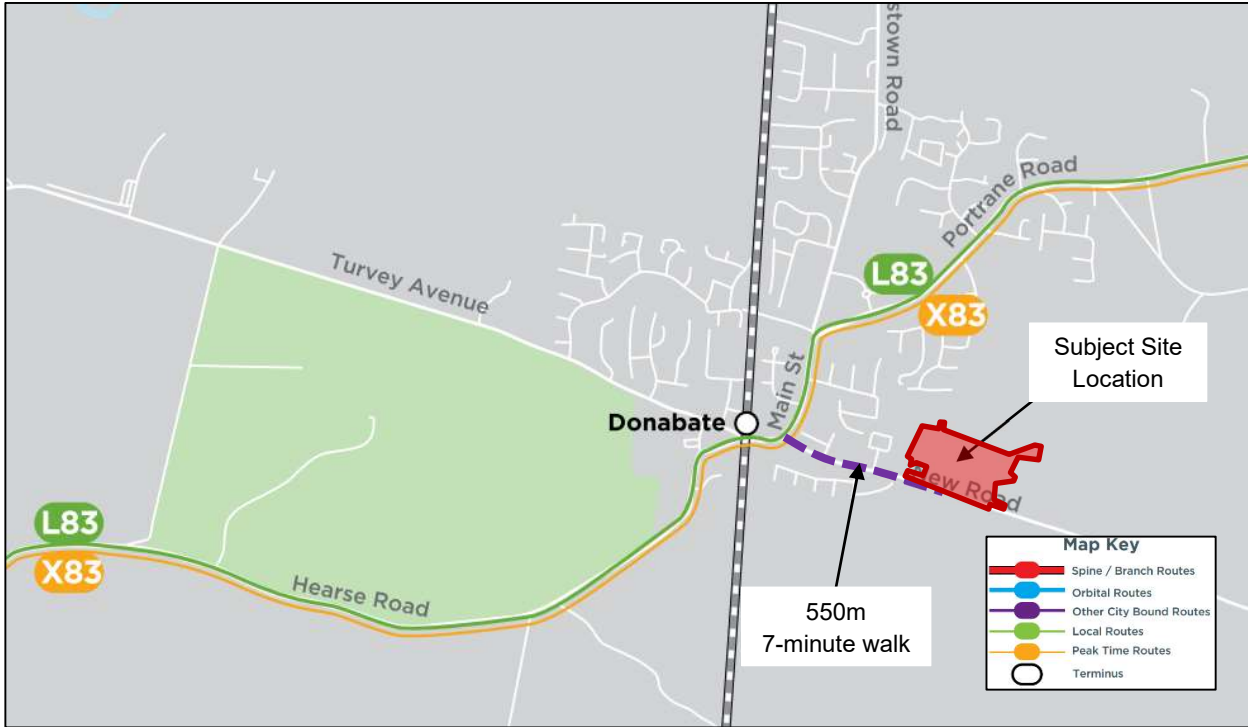 stown Road
Portrane Road
Turvey Avenue
L83
X83
Subject Site
Location
Main St
Donabate
New Road
L83
X83
Hearse Road
550m
7-minute walk
Map Key
Spine / Branch Routes
Orbital Routes
Other City Bound Routes
Local Routes
Peak Time Routes
Terminus